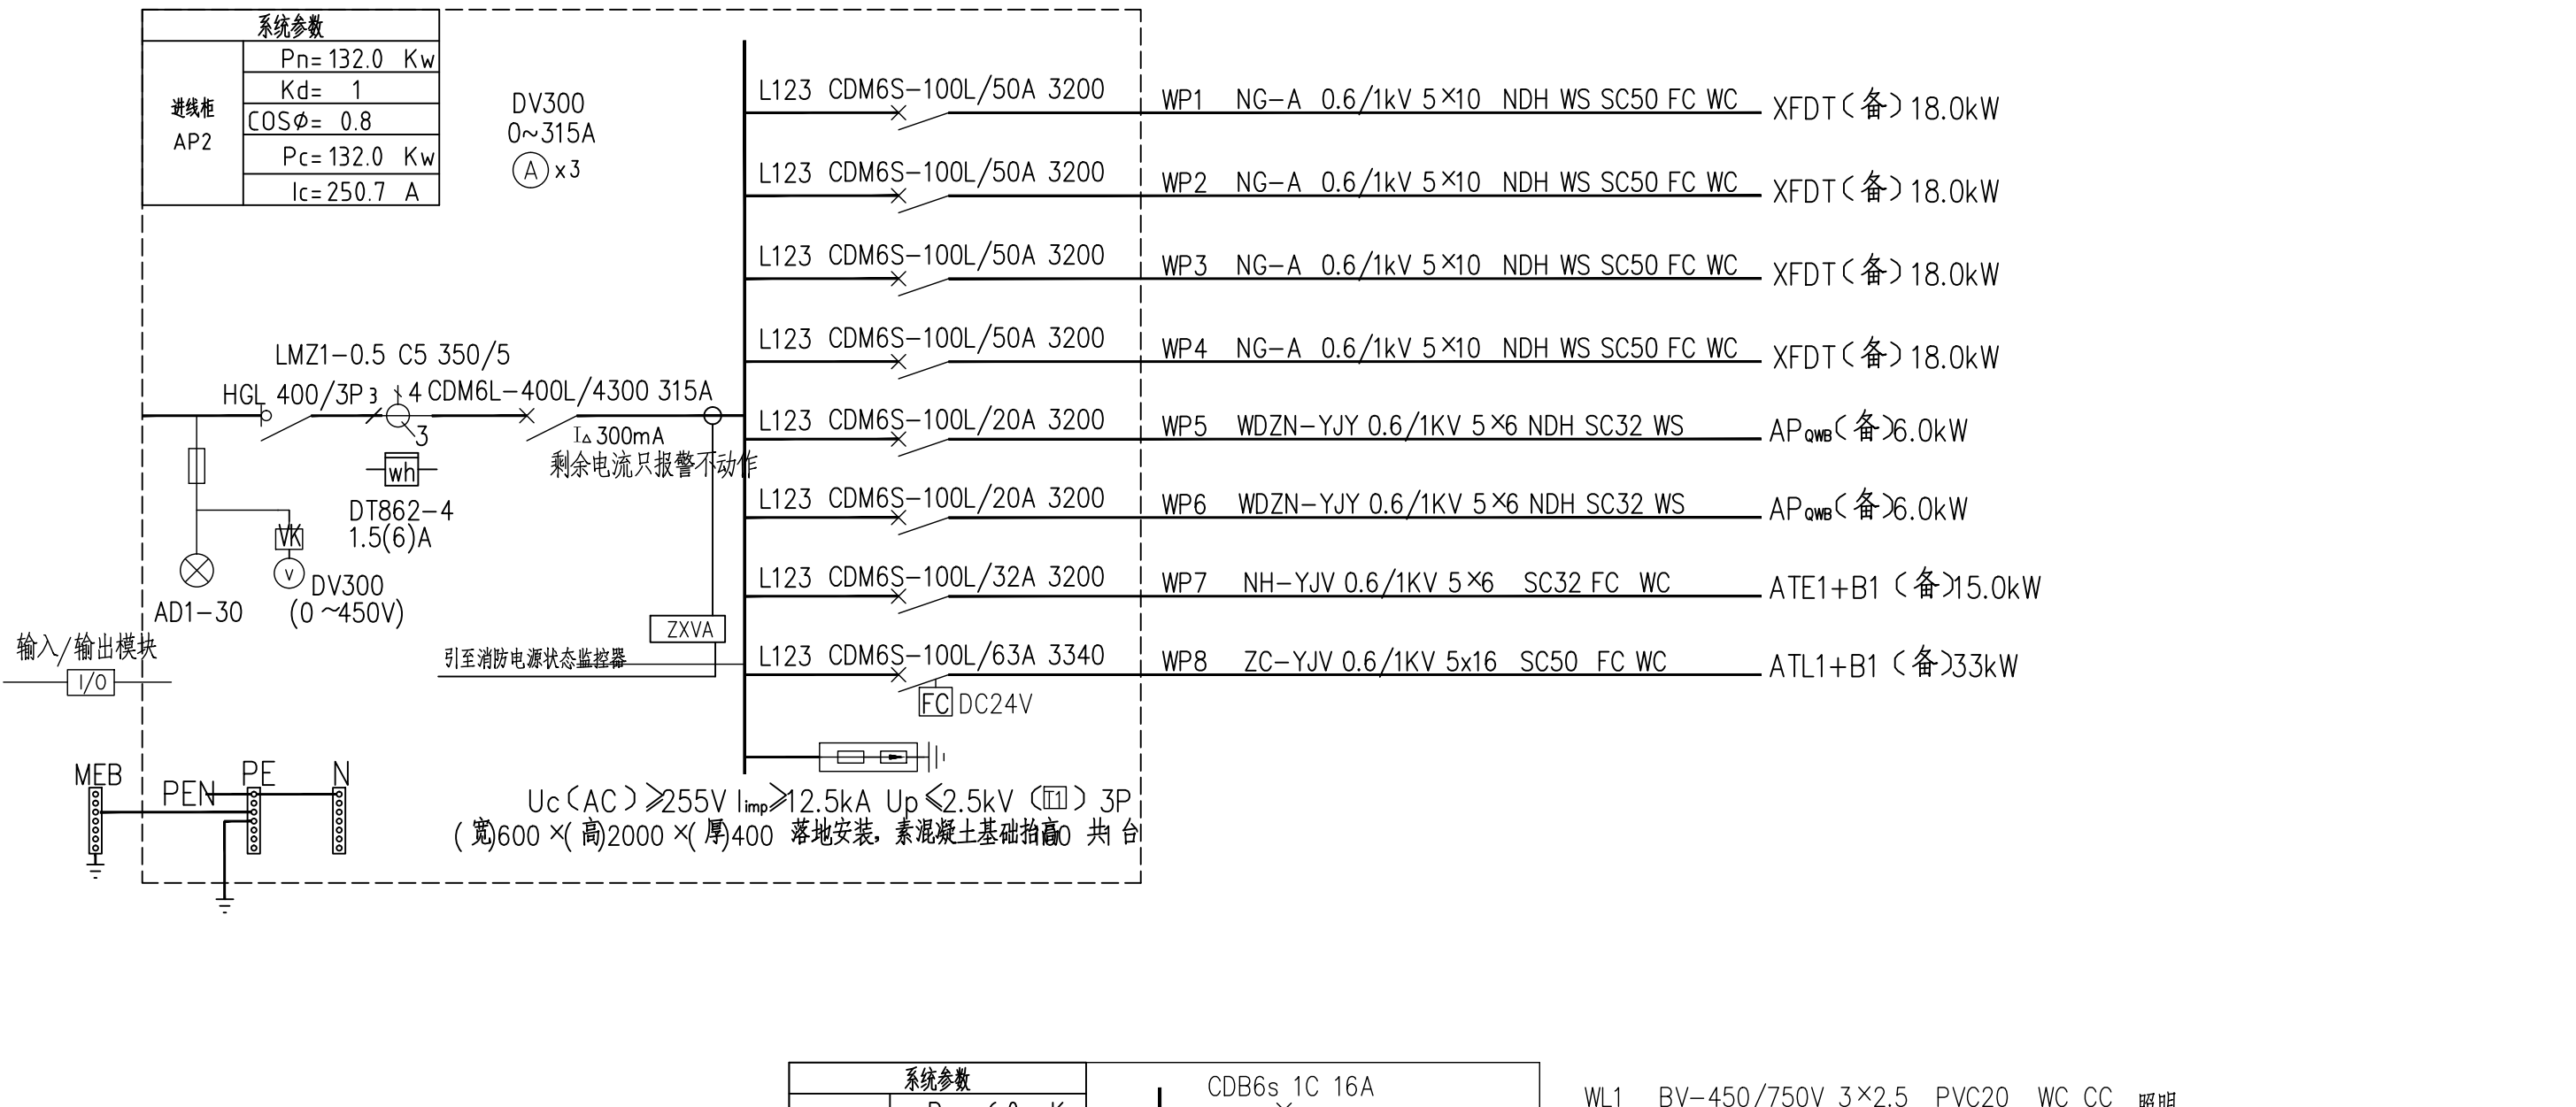 系统参数
进线柜
AP2
Pn= 132.0 Kw
Kd= 1
COSØ= 0.8
Pc= 132.0 Kw
Ic= 250.7 A
DV300
0~315A
A x3
L123 CDM6S-100L/50A 3200 WP1 NG-A 0.6/1kV 5×10 NDH WS SC50 FC WC XFDT(备)18.0kW
L123 CDM6S-100L/50A 3200 WP2 NG-A 0.6/1kV 5×10 NDH WS SC50 FC WC XFDT(备)18.0kW
L123 CDM6S-100L/50A 3200 WP3 NG-A 0.6/1kV 5×10 NDH WS SC50 FC WC XFDT(备)18.0kW
L123 CDM6S-100L/50A 3200 WP4 NG-A 0.6/1kV 5×10 NDH WS SC50 FC WC XFDT(备)18.0kW
L123 CDM6S-100L/20A 3200 WP5 WDZN-YJY 0.6/1KV 5×6 NDH SC32 WS APQWB(备)6.0kW
L123 CDM6S-100L/20A 3200 WP6 WDZN-YJY 0.6/1KV 5×6 NDH SC32 WS APQWB(备)6.0kW
L123 CDM6S-100L/32A 3200 WP7 NH-YJV 0.6/1KV 5×6 SC32 FC WC ATE1+B1 (备)15.0kW
L123 CDM6S-100L/63A 3340 WP8 ZC-YJV 0.6/1KV 5x16 SC50 FC WC ATL1+B1 (备)33kW
FC DC24V
LMZ1-0.5 C5 350/5
HGL 400/3P 3 4 CDM6L-400L/4300 315A
3
I△ 300mA
剩余电流只报警不动作
wh
DT862-4
1.5(6)A
VK
V
DV300
(0 ~450V)
AD1-30
ZXVA
引至消防电源状态监控器
输入/输出模块
I/O
MEB
PEN
PE
N
Uc(AC)≥255V Iimp≥12.5kA Up≤2.5kV (T1) 3P
(宽)600 ×(高)2000 ×(厚)400 落地安装,素混凝土基础抬高100 共1台
系统参数
CDB6s 1C 16A
WL1 BV-450/750V 3×2.5 PVC20 WC CC 照明